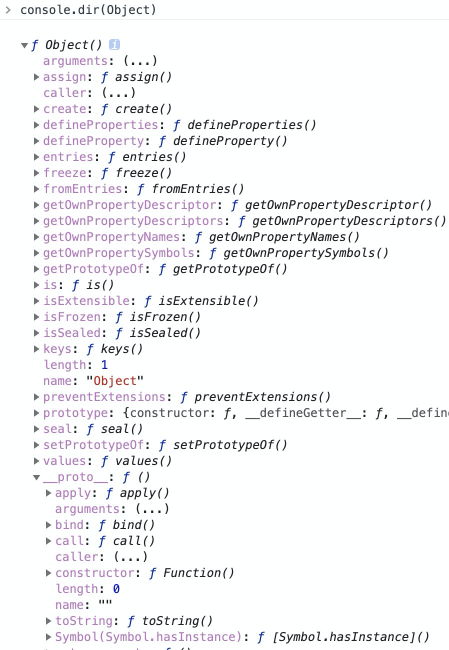 > console.dir(Object)
▼ƒ Object() i
arguments: (...)
▶assign: ƒ assign()
caller: (...)
▶create: ƒ create()
▶defineProperties: ƒ defineProperties()
▶defineProperty: ƒ defineProperty()
▶entries: ƒ entries()
▶freeze: ƒ freeze()
▶fromEntries: ƒ fromEntries()
▶getOwnPropertyDescriptor: ƒ getOwnPropertyDescriptor()
▶getOwnPropertyDescriptors: ƒ getOwnPropertyDescriptors()
▶getOwnPropertyNames: ƒ getOwnPropertyNames()
▶getOwnPropertySymbols: ƒ getOwnPropertySymbols()
▶getPrototypeOf: ƒ getPrototypeOf()
▶is: ƒ is()
▶isExtensible: ƒ isExtensible()
▶isFrozen: ƒ isFrozen()
▶isSealed: ƒ isSealed()
▶keys: ƒ keys()
length: 1
name: "Object"
▶preventExtensions: ƒ preventExtensions()
▶prototype: {constructor: ƒ, __defineGetter__: ƒ, __defin
▶seal: ƒ seal()
▶setPrototypeOf: ƒ setPrototypeOf()
▶values: ƒ values()
▼__proto__: ƒ ()
▶apply: ƒ apply()
arguments: (...)
▶bind: ƒ bind()
▶call: ƒ call()
caller: (...)
▶constructor: ƒ Function()
length: 0
name: ""
▶toString: ƒ toString()
▶Symbol(Symbol.hasInstance): ƒ [Symbol.hasInstance]()